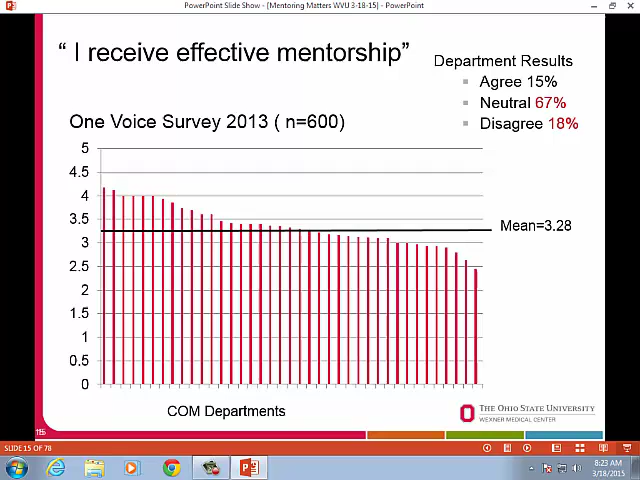 PowerPoint Slide Show - [Mentoring Matters WVU 3-18-15] - PowerPoint
“ I receive effective mentorship”
Department Results
Agree 15%
Neutral 67%
Disagree 18%
One Voice Survey 2013 ( n=600)
5
4.5
4
3.5
3
2.5
2
1.5
1
0.5
0
Mean=3.28
COM Departments
THE OHIO STATE UNIVERSITY
WEXNER MEDICAL CENTER
SLIDE 15 OF 78
8:23 AM
3/18/2015